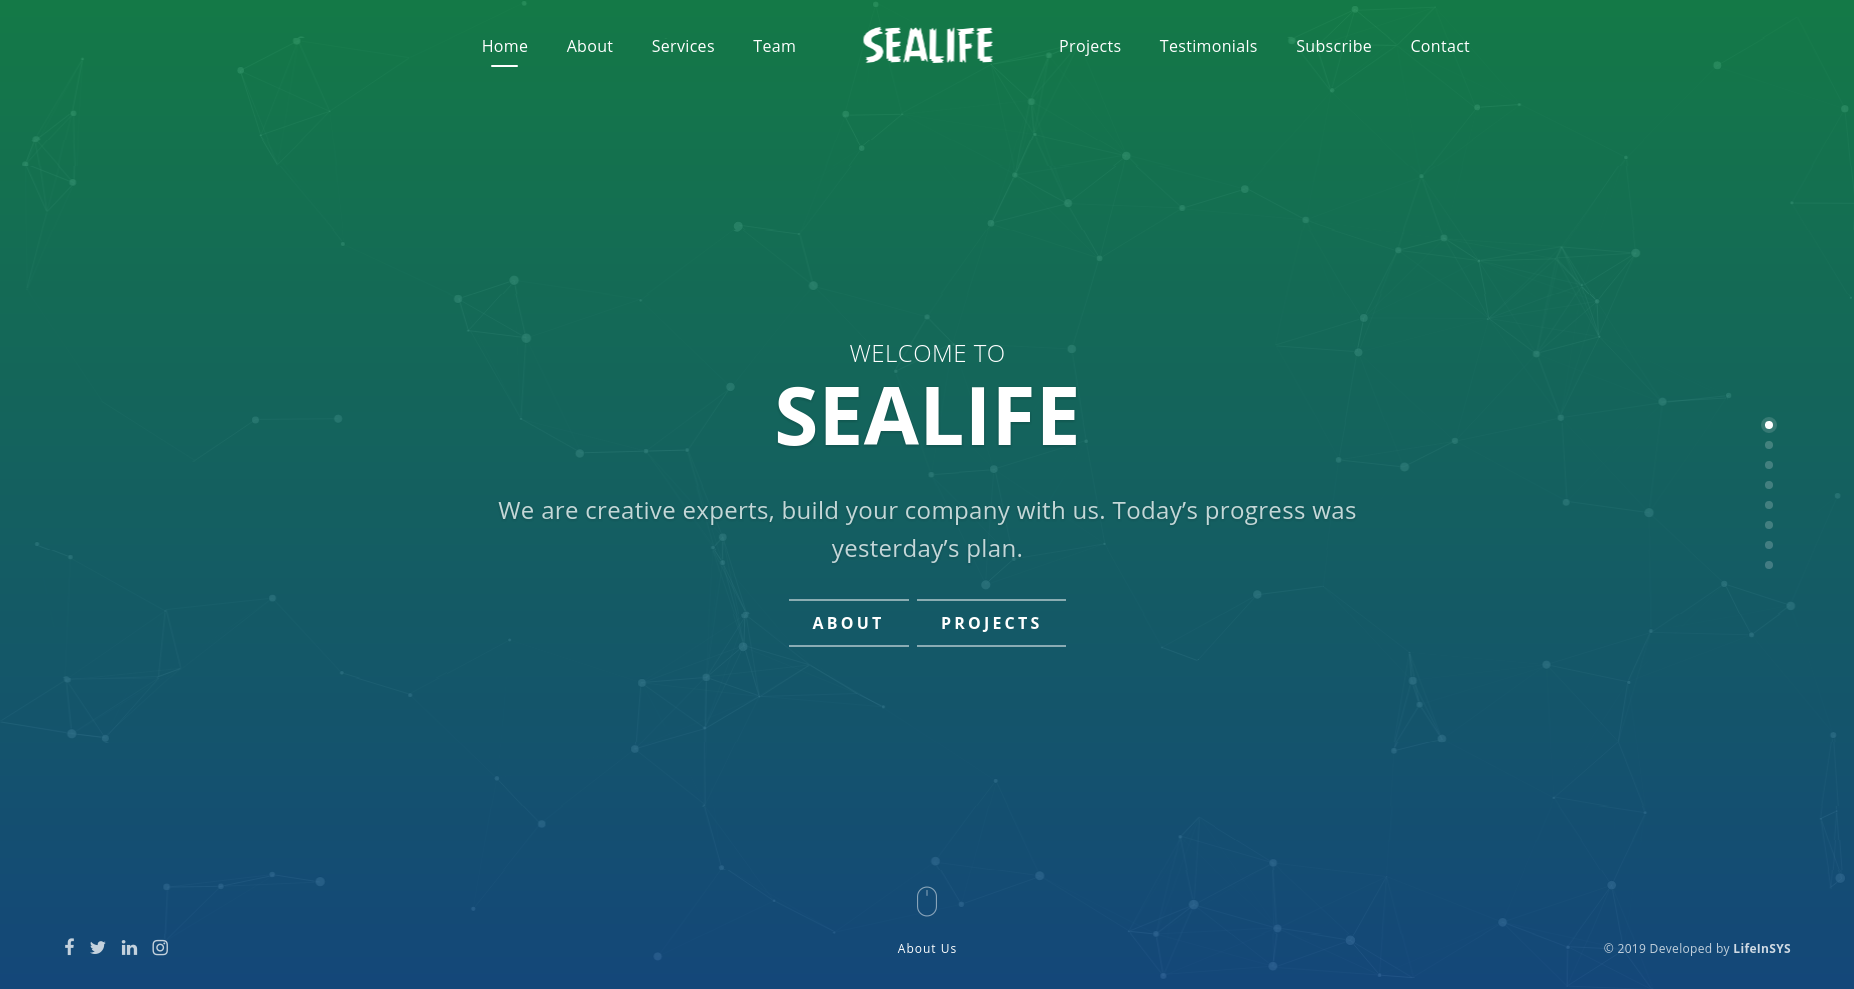 Home About Services Team SEALIFE Projects Testimonials Subscribe Contact
WELCOME TO
SEALIFE
We are creative experts, build your company with us. Today’s progress was
yesterday’s plan.
ABOUT PROJECTS
About Us
© 2019 Developed by LifeInSYS